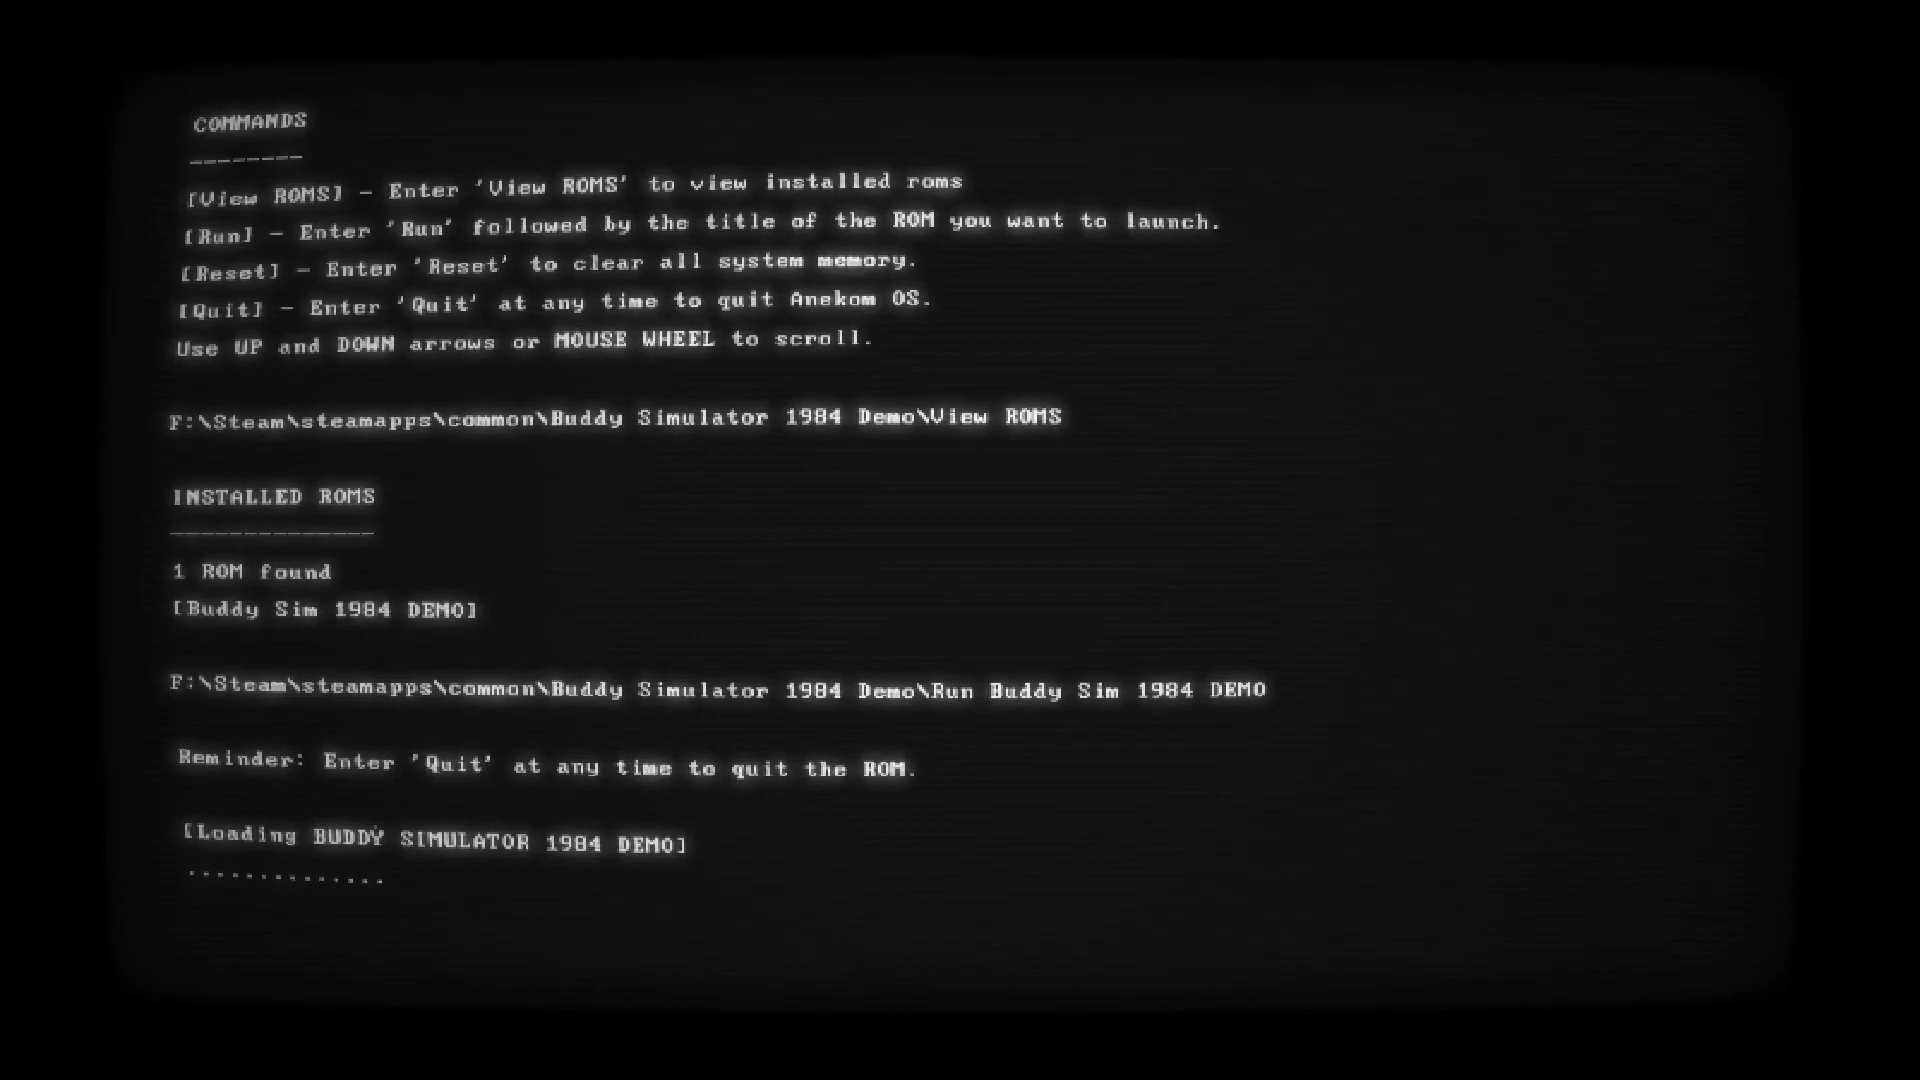 COMMANDS
--------
[View ROMS] - Enter 'View ROMS' to view installed roms
[Run] - Enter 'Run' followed by the title of the ROM you want to launch.
[Reset] - Enter 'Reset' to clear all system memory.
[Quit] - Enter 'Quit' at any time to quit Anekom OS.
Use UP and DOWN arrows or MOUSE WHEEL to scroll.
F:\Steam\steamapps\common\Buddy Simulator 1984 Demo\View ROMS
INSTALLED ROMS
--------------
1 ROM found
[Buddy Sim 1984 DEMO]
F:\Steam\steamapps\common\Buddy Simulator 1984 Demo\Run Buddy Sim 1984 DEMO
Reminder: Enter 'Quit' at any time to quit the ROM.
[Loading BUDDY SIMULATOR 1984 DEMO]
..............